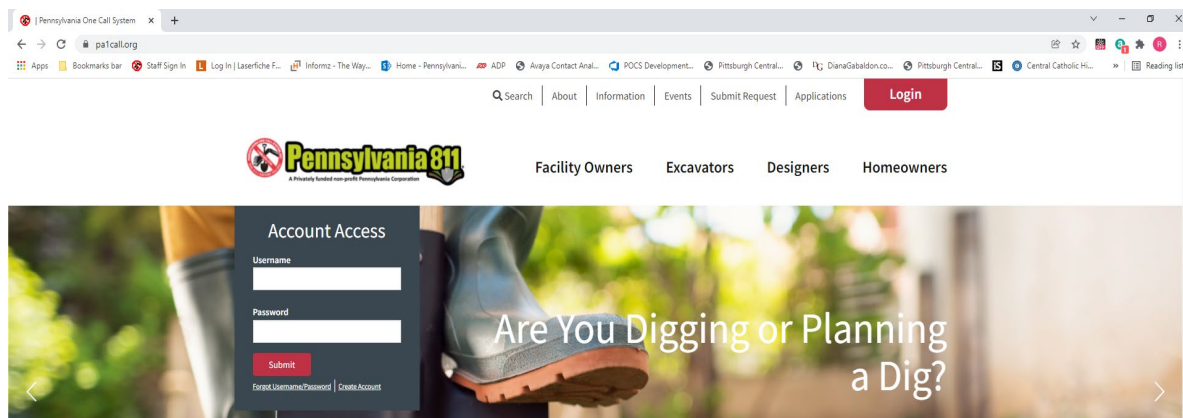 | Pennsylvania One Call System
pa1call.org
Apps Bookmarks bar Staff Sign In Log In | Laserfiche F... Informz - The Way... Home - Pennsylvani... ADP Avaya Contact Anal... POCS Development... Pittsburgh Central... DianaGabaldon.co... Pittsburgh Central... Central Catholic Hi... » Reading list
Search About Information Events Submit Request Applications Login
Pennsylvania 811
A Privately funded non-profit Pennsylvania Corporation
Facility Owners Excavators Designers Homeowners
Account Access
Username
Password
Submit
Forgot Username/Password | Create Account
Are You Digging or Planning
a Dig?